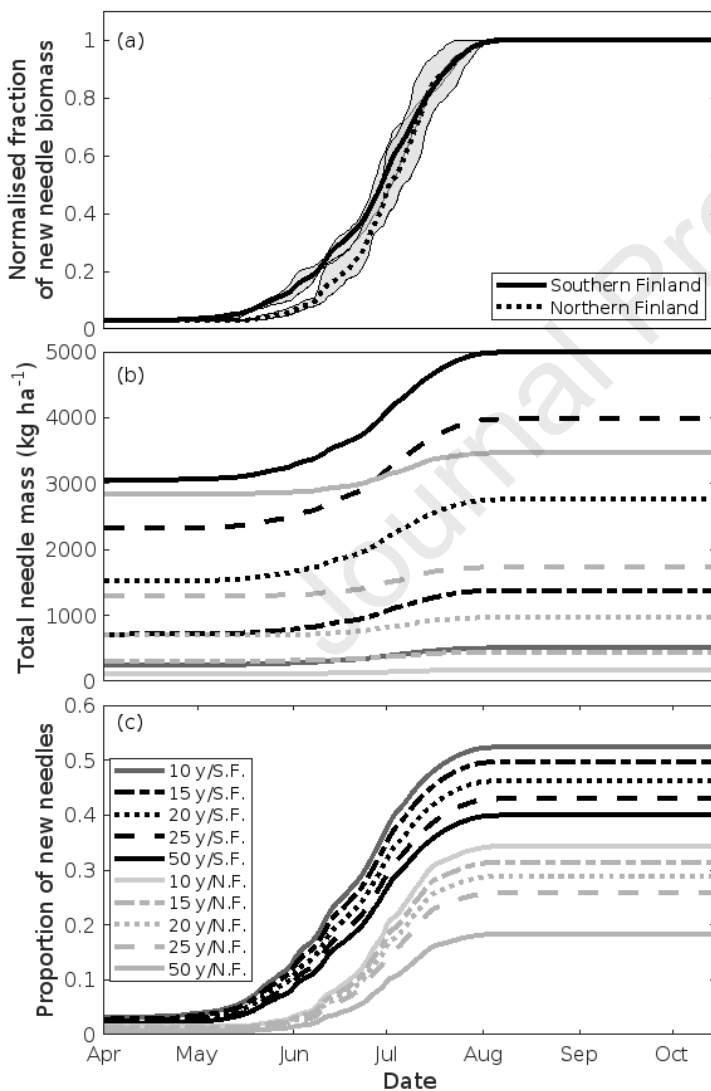 (a)
1
0.8
0.6
0.4
0.2
0
Normalised fraction
of new needle biomass
Southern Finland
Northern Finland
(b)
5000
4000
3000
2000
1000
0
Total needle mass (kg ha⁻¹)
Journal Pre
(c)
0.6
0.5
0.4
0.3
0.2
0.1
0
Proportion of new needles
10 y/S.F.
15 y/S.F.
20 y/S.F.
25 y/S.F.
50 y/S.F.
10 y/N.F.
15 y/N.F.
20 y/N.F.
25 y/N.F.
50 y/N.F.
Apr May Jun Jul Aug Sep Oct
Date